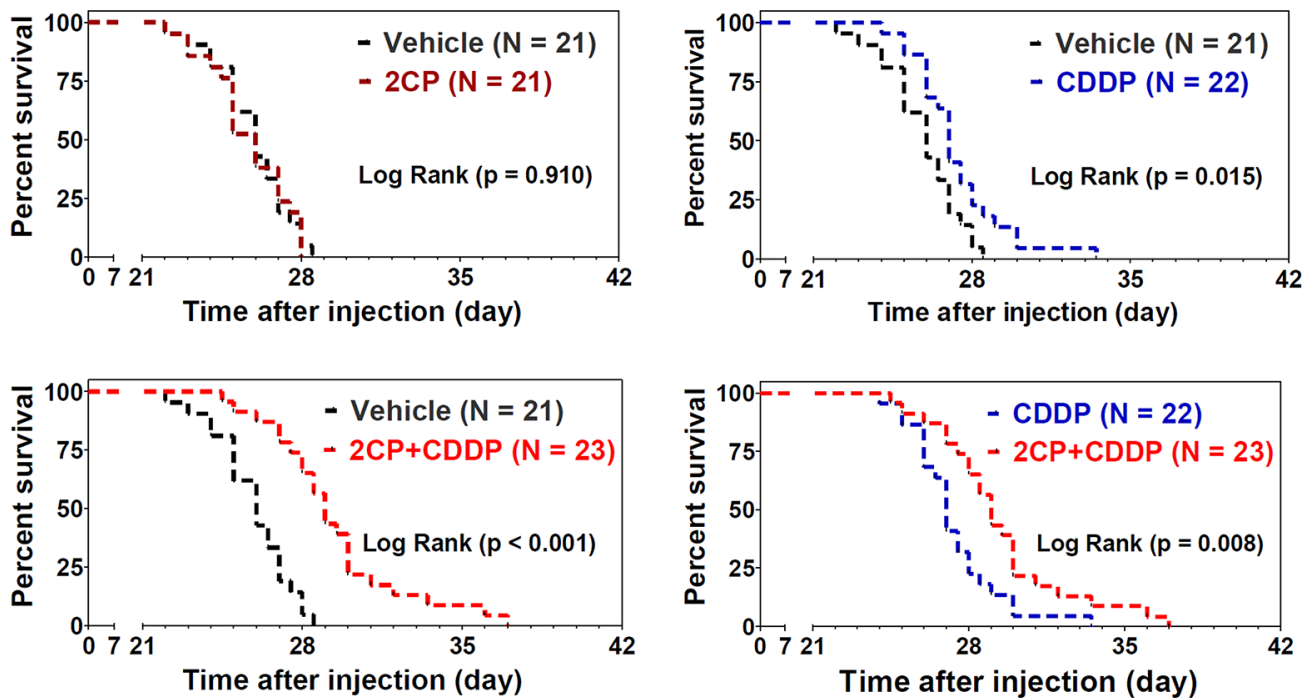 Percent survival
100
75
50
25
0
Vehicle (N = 21)
2CP (N = 21)
Log Rank (p = 0.910)
0 7 21 28 35 42
Time after injection (day)
Percent survival
100
75
50
25
0
Vehicle (N = 21)
CDDP (N = 22)
Log Rank (p = 0.015)
0 7 21 28 35 42
Time after injection (day)
Percent survival
100
75
50
25
0
Vehicle (N = 21)
2CP+CDDP (N = 23)
Log Rank (p < 0.001)
0 7 21 28 35 42
Time after injection (day)
Percent survival
100
75
50
25
0
CDDP (N = 22)
2CP+CDDP (N = 23)
Log Rank (p = 0.008)
0 7 21 28 35 42
Time after injection (day)